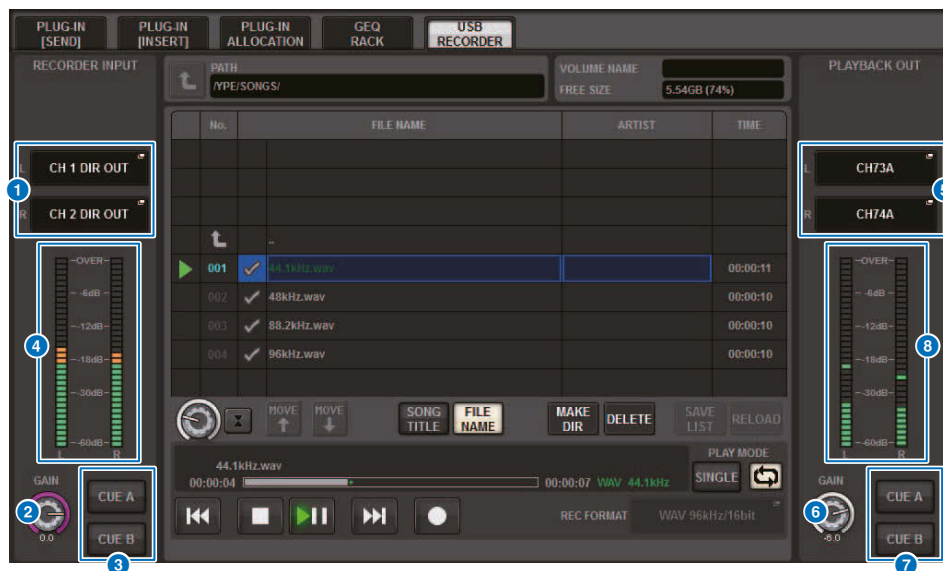 PLUG-IN [SEND]
PLUG-IN [INSERT]
PLUG-IN ALLOCATION
GEQ RACK
USB RECORDER
RECORDER INPUT
PATH
/YPE/SONGS/
VOLUME NAME
FREE SIZE
5.54GB (74%)
PLAYBACK OUT
No.
FILE NAME
ARTIST
TIME
L
CH 1 DIR OUT
R
CH 2 DIR OUT
1
L
CH73A
R
CH74A
5
001
44.1kHz.wav
00:00:11
002
48kHz.wav
00:00:10
003
88.2kHz.wav
00:00:10
004
96kHz.wav
00:00:10
OVER
-6dB
-12dB
-18dB
-30dB
-60dB
L
R
4
OVER
-6dB
-12dB
-18dB
-30dB
-60dB
L
R
8
MOVE
MOVE
SONG TITLE
FILE NAME
MAKE DIR
DELETE
SAVE LIST
RELOAD
44.1kHz.wav
00:00:04
00:00:07
WAV 44.1kHz
PLAY MODE
SINGLE
REC FORMAT
WAV 96kHz/16bit
GAIN
2
0.0
CUE A
CUE B
3
GAIN
6
-6.0
CUE A
CUE B
7